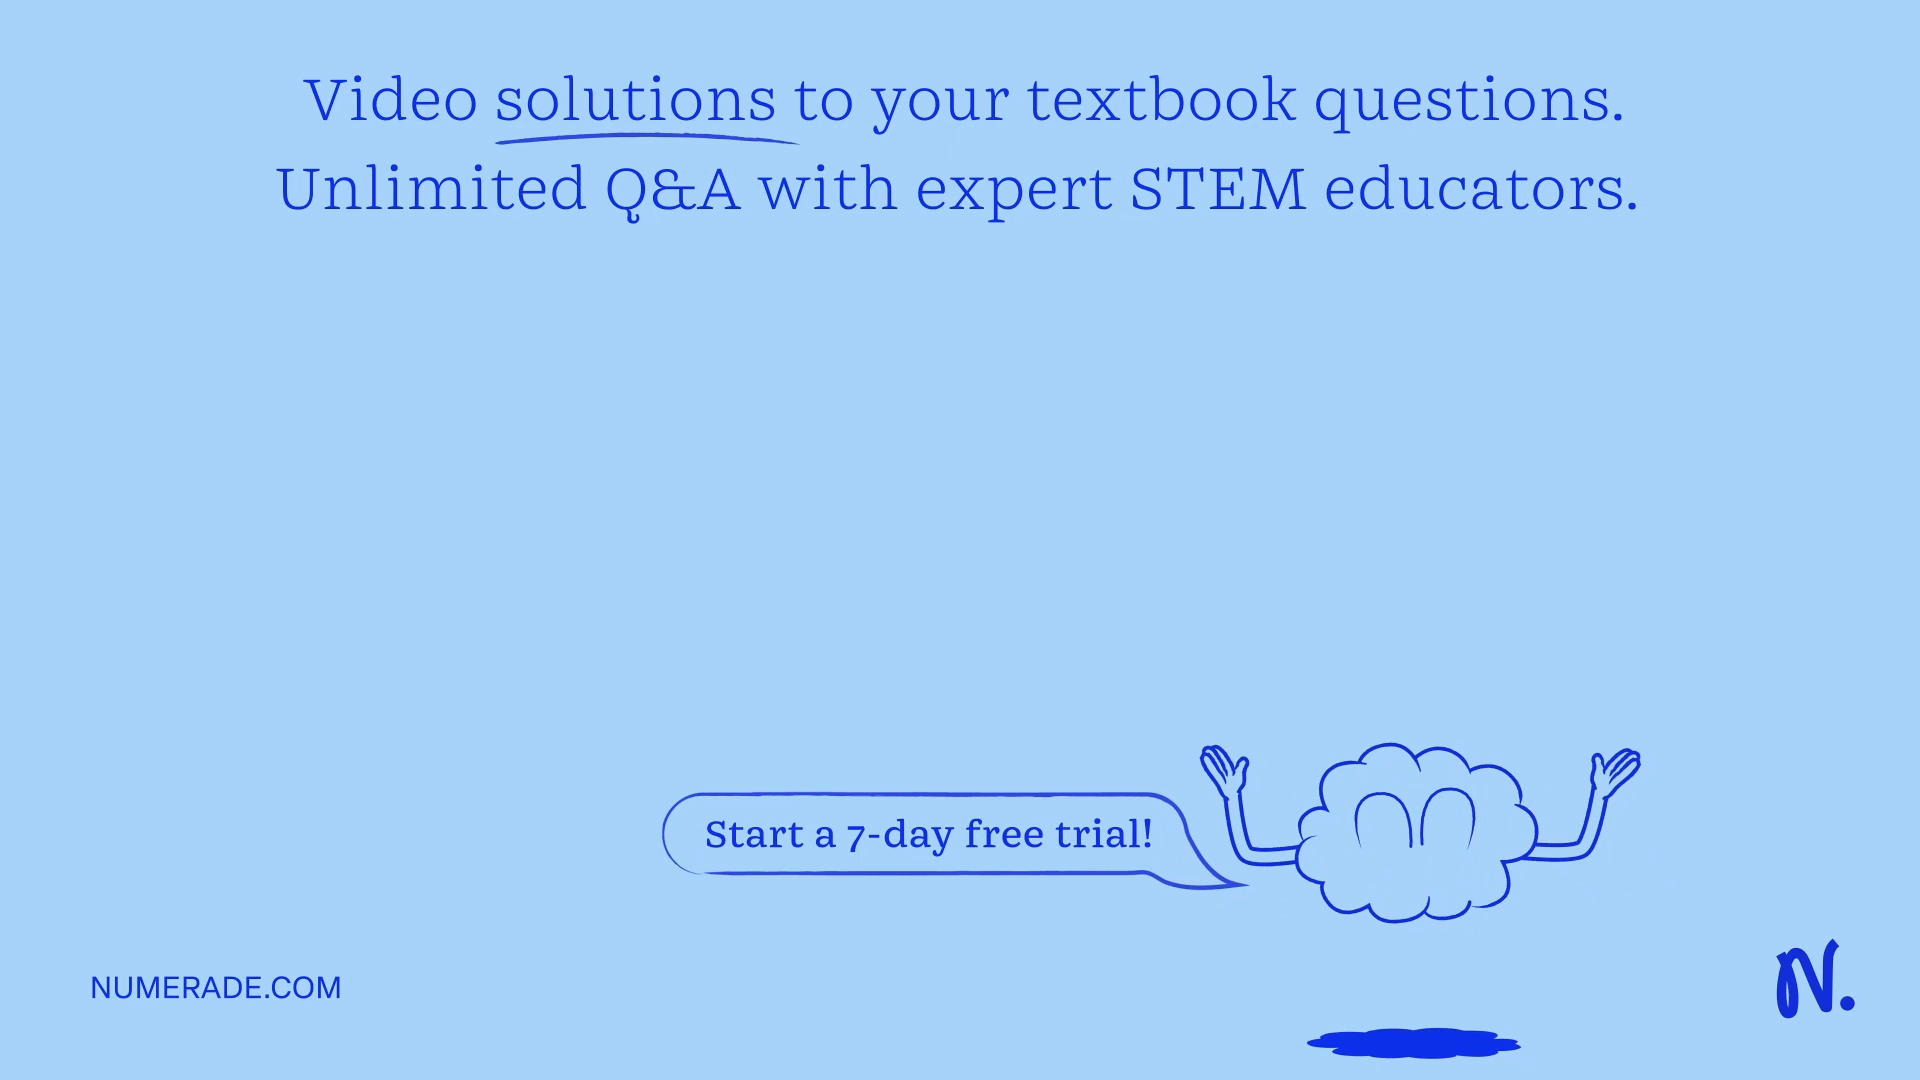 Video solutions to your textbook questions.
Unlimited Q&A with expert STEM educators.
Start a 7-day free trial!
NUMERADE.COM
N.